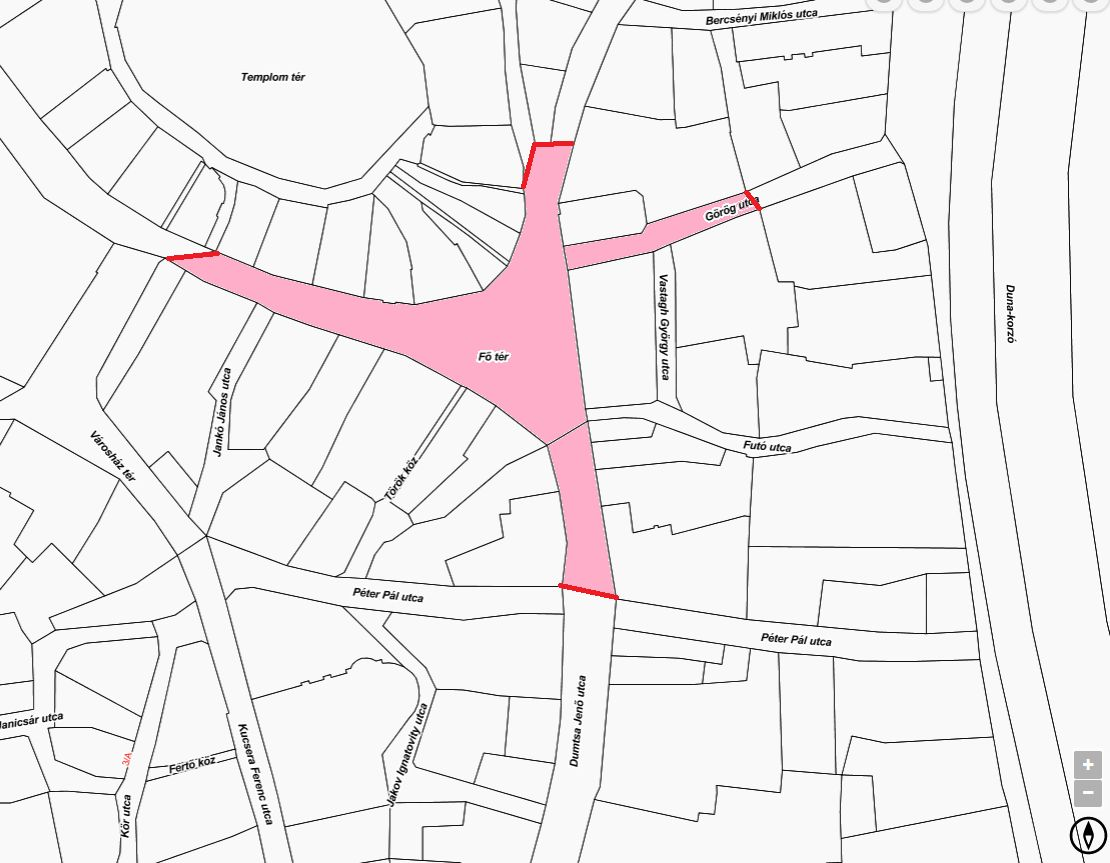 Bercsényi Miklós utca
Templom tér
Görög utca
Vastagh György utca
Duna-korzó
Fő tér
Jankó János utca
Városház tér
Futó utca
Török köz
Péter Pál utca
Péter Pál utca
Janicsár utca
Dumtsa Jenő utca
Jakov Ignatovity utca
Kucsera Ferenc utca
3/A
Fertő köz
Kör utca
+
−